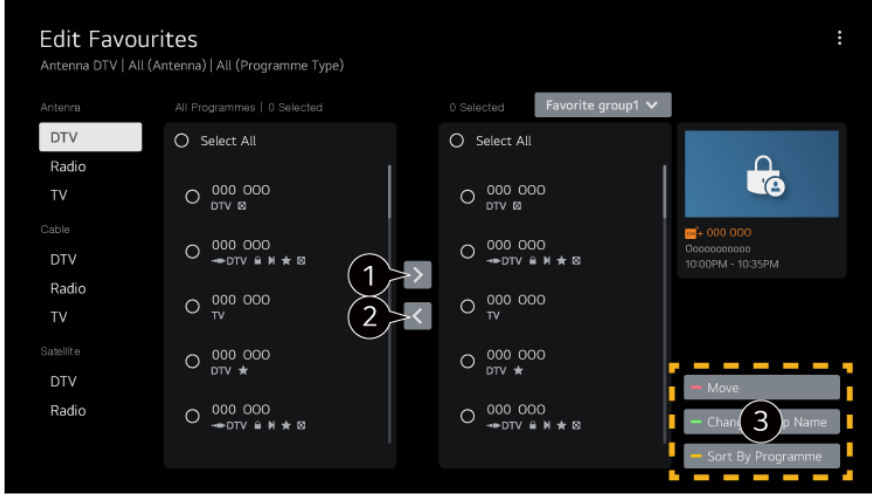 Edit Favourites
Antenna DTV | All (Antenna) | All (Programme Type)
Antenna
DTV
Radio
TV
Cable
DTV
Radio
TV
Satellite
DTV
Radio
All Programmes | 0 Selected
Select All
000 000
DTV
000 000
DTV
000 000
TV
000 000
DTV
000 000
DTV
1
2
0 Selected
Favorite group1
Select All
000 000
DTV
000 000
DTV
000 000
TV
000 000
DTV
000 000
DTV
CH+ 000 000
Oooooooooo
10:00PM - 10:35PM
Move
Name
3
Sort By Programme